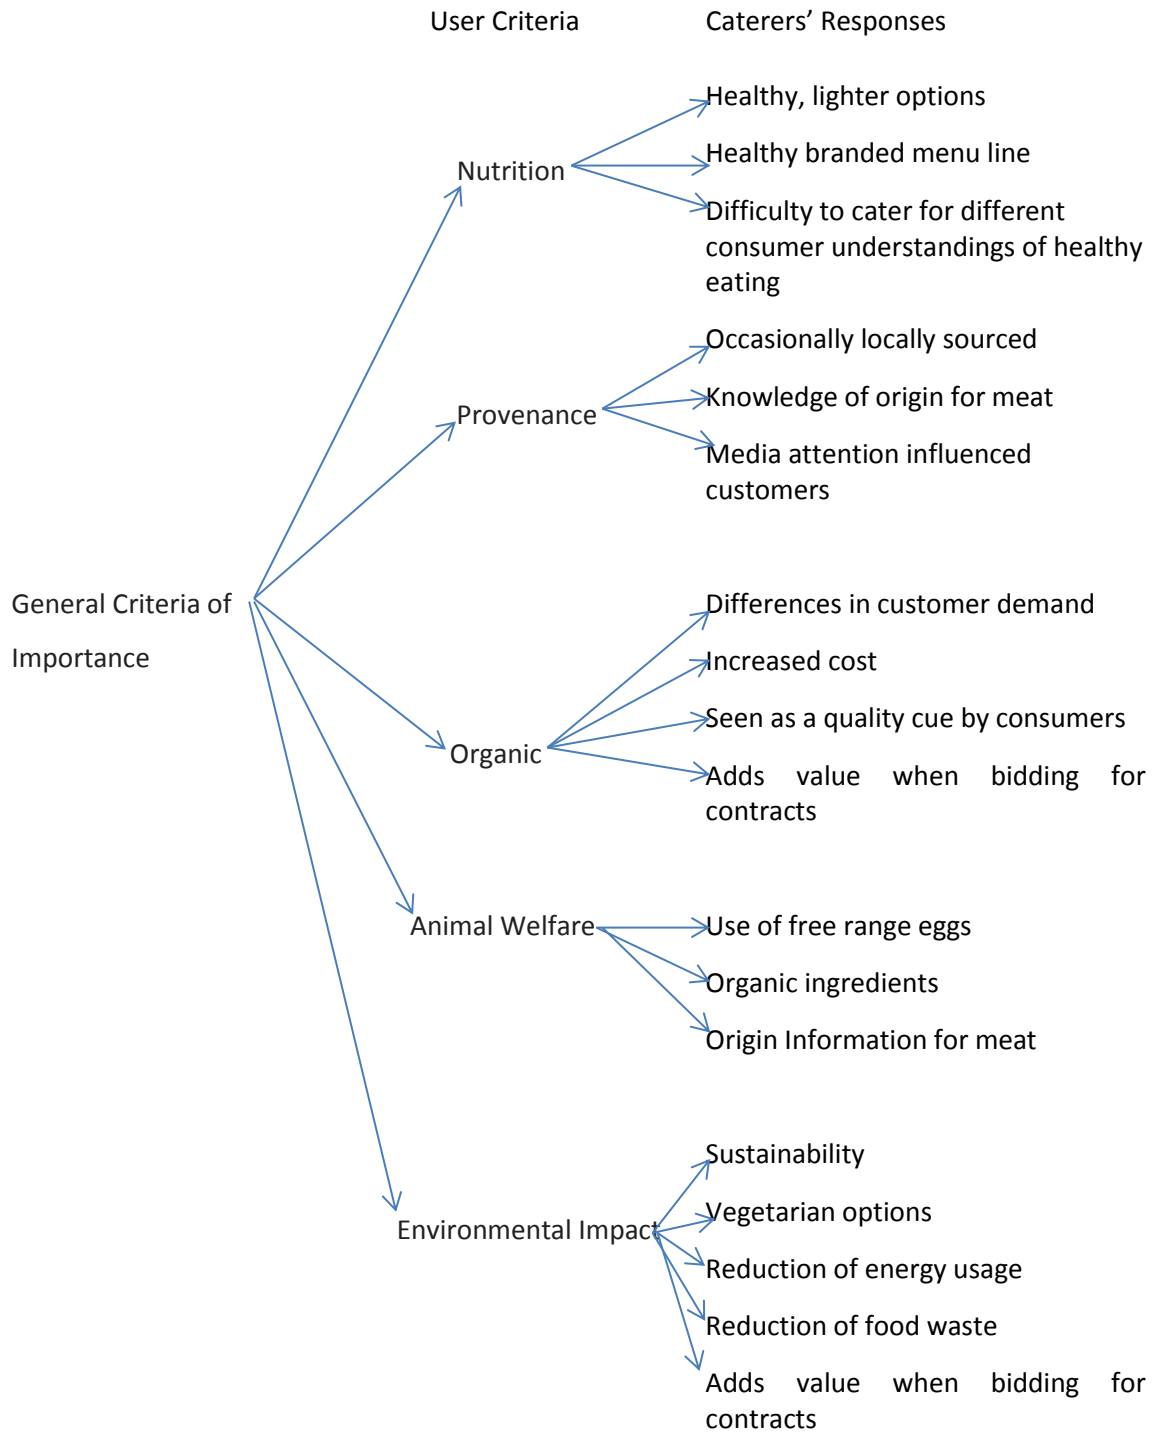 User Criteria
Caterers’ Responses
Healthy, lighter options
Healthy branded menu line
Nutrition
Difficulty to cater for different
consumer understandings of healthy
eating
Occasionally locally sourced
Knowledge of origin for meat
Provenance
Media attention influenced
customers
General Criteria of
Importance
Differences in customer demand
Increased cost
Seen as a quality cue by consumers
Organic
Adds value when bidding for
contracts
Animal Welfare
Use of free range eggs
Organic ingredients
Origin Information for meat
Sustainability
Vegetarian options
Environmental Impact
Reduction of energy usage
Reduction of food waste
Adds value when bidding for
contracts